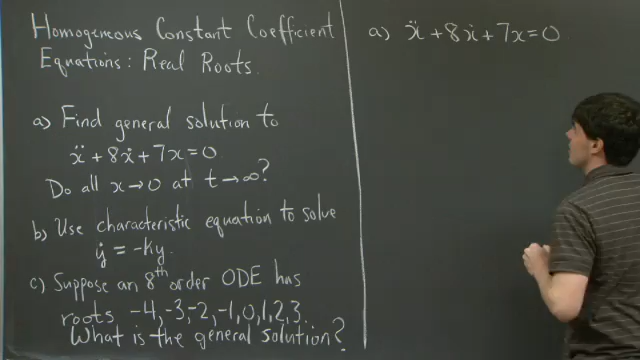 Homogeneous Constant Coefficient
Equations: Real Roots.
a) Find general solution to
ẍ + 8ẋ + 7x = 0
Do all x → 0 at t → ∞?
b) Use characteristic equation to solve
ẏ = -ky.
c) Suppose an 8th order ODE has
roots -4, -3, -2, -1, 0, 1, 2, 3.
What is the general solution?
a) ẍ + 8ẋ + 7x = 0